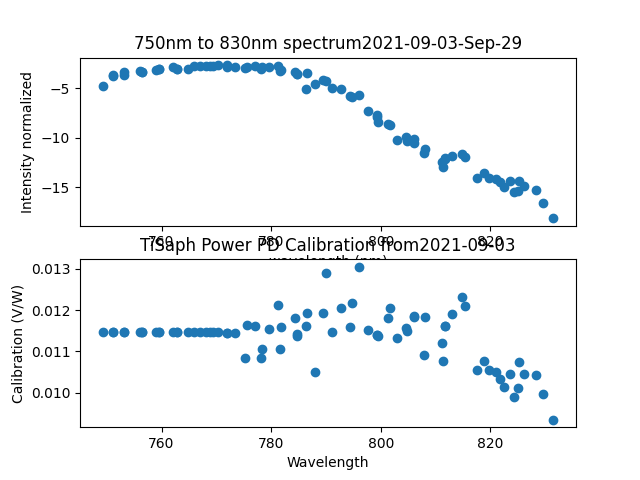 750nm to 830nm spectrum2021-09-03-Sep-29
Intensity normalized
−5
−10
−15
760
780
800
820
wavelength (nm)
TiSaph Power PD Calibration from2021-09-03
Calibration (V/W)
0.013
0.012
0.011
0.010
760
780
800
820
Wavelength